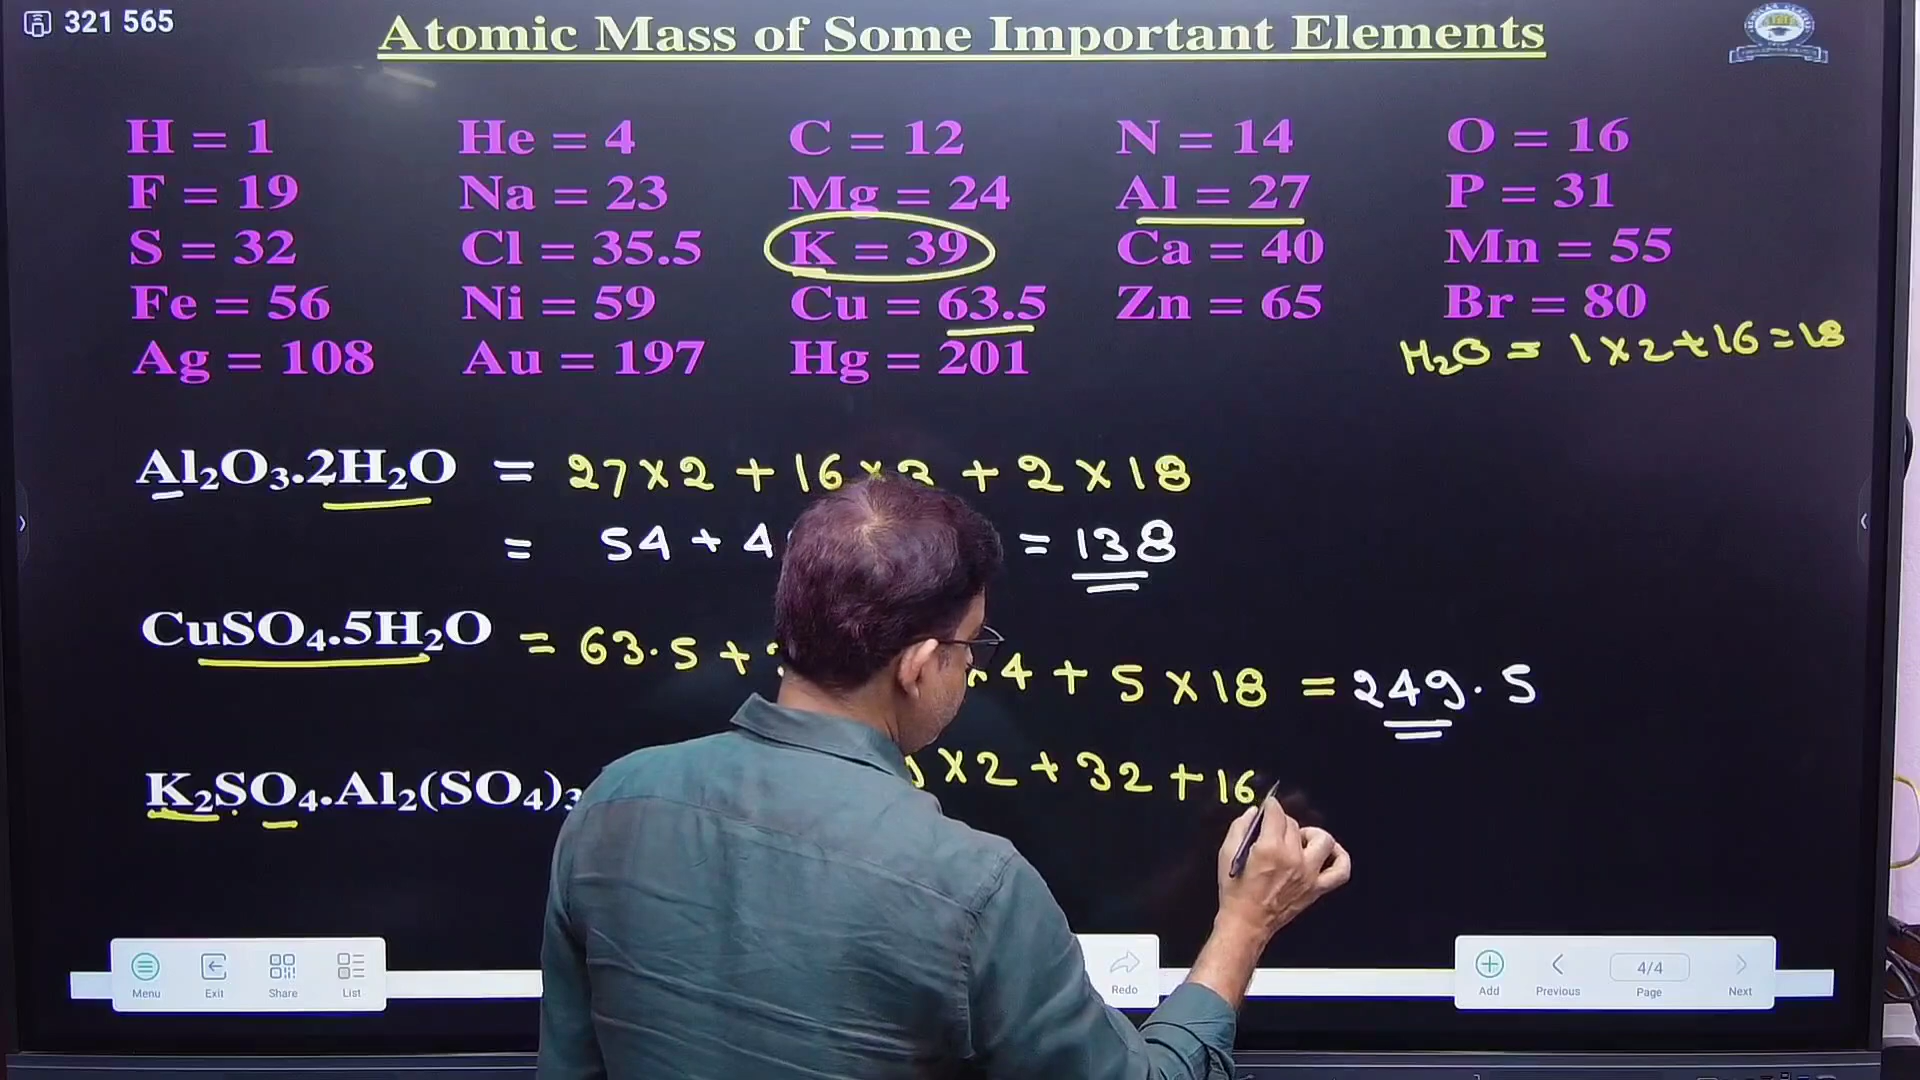 321 565
Atomic Mass of Some Important Elements
H = 1 He = 4 C = 12 N = 14 O = 16
F = 19 Na = 23 Mg = 24 Al = 27 P = 31
S = 32 Cl = 35.5 K = 39 Ca = 40 Mn = 55
Fe = 56 Ni = 59 Cu = 63.5 Zn = 65 Br = 80
Ag = 108 Au = 197 Hg = 201
H₂O = 1 × 2 + 16 = 18
Al₂O₃.2H₂O = 27 × 2 + 16 × 3 + 2 × 18
= 54 + 4 = 138
CuSO₄.5H₂O = 63.5 + 4 + 5 × 18 = 249.5
K₂SO₄.Al₂(SO₄)₃ × 2 + 32 + 16
Menu Exit Share List Redo Add Previous 4/4 Page Next